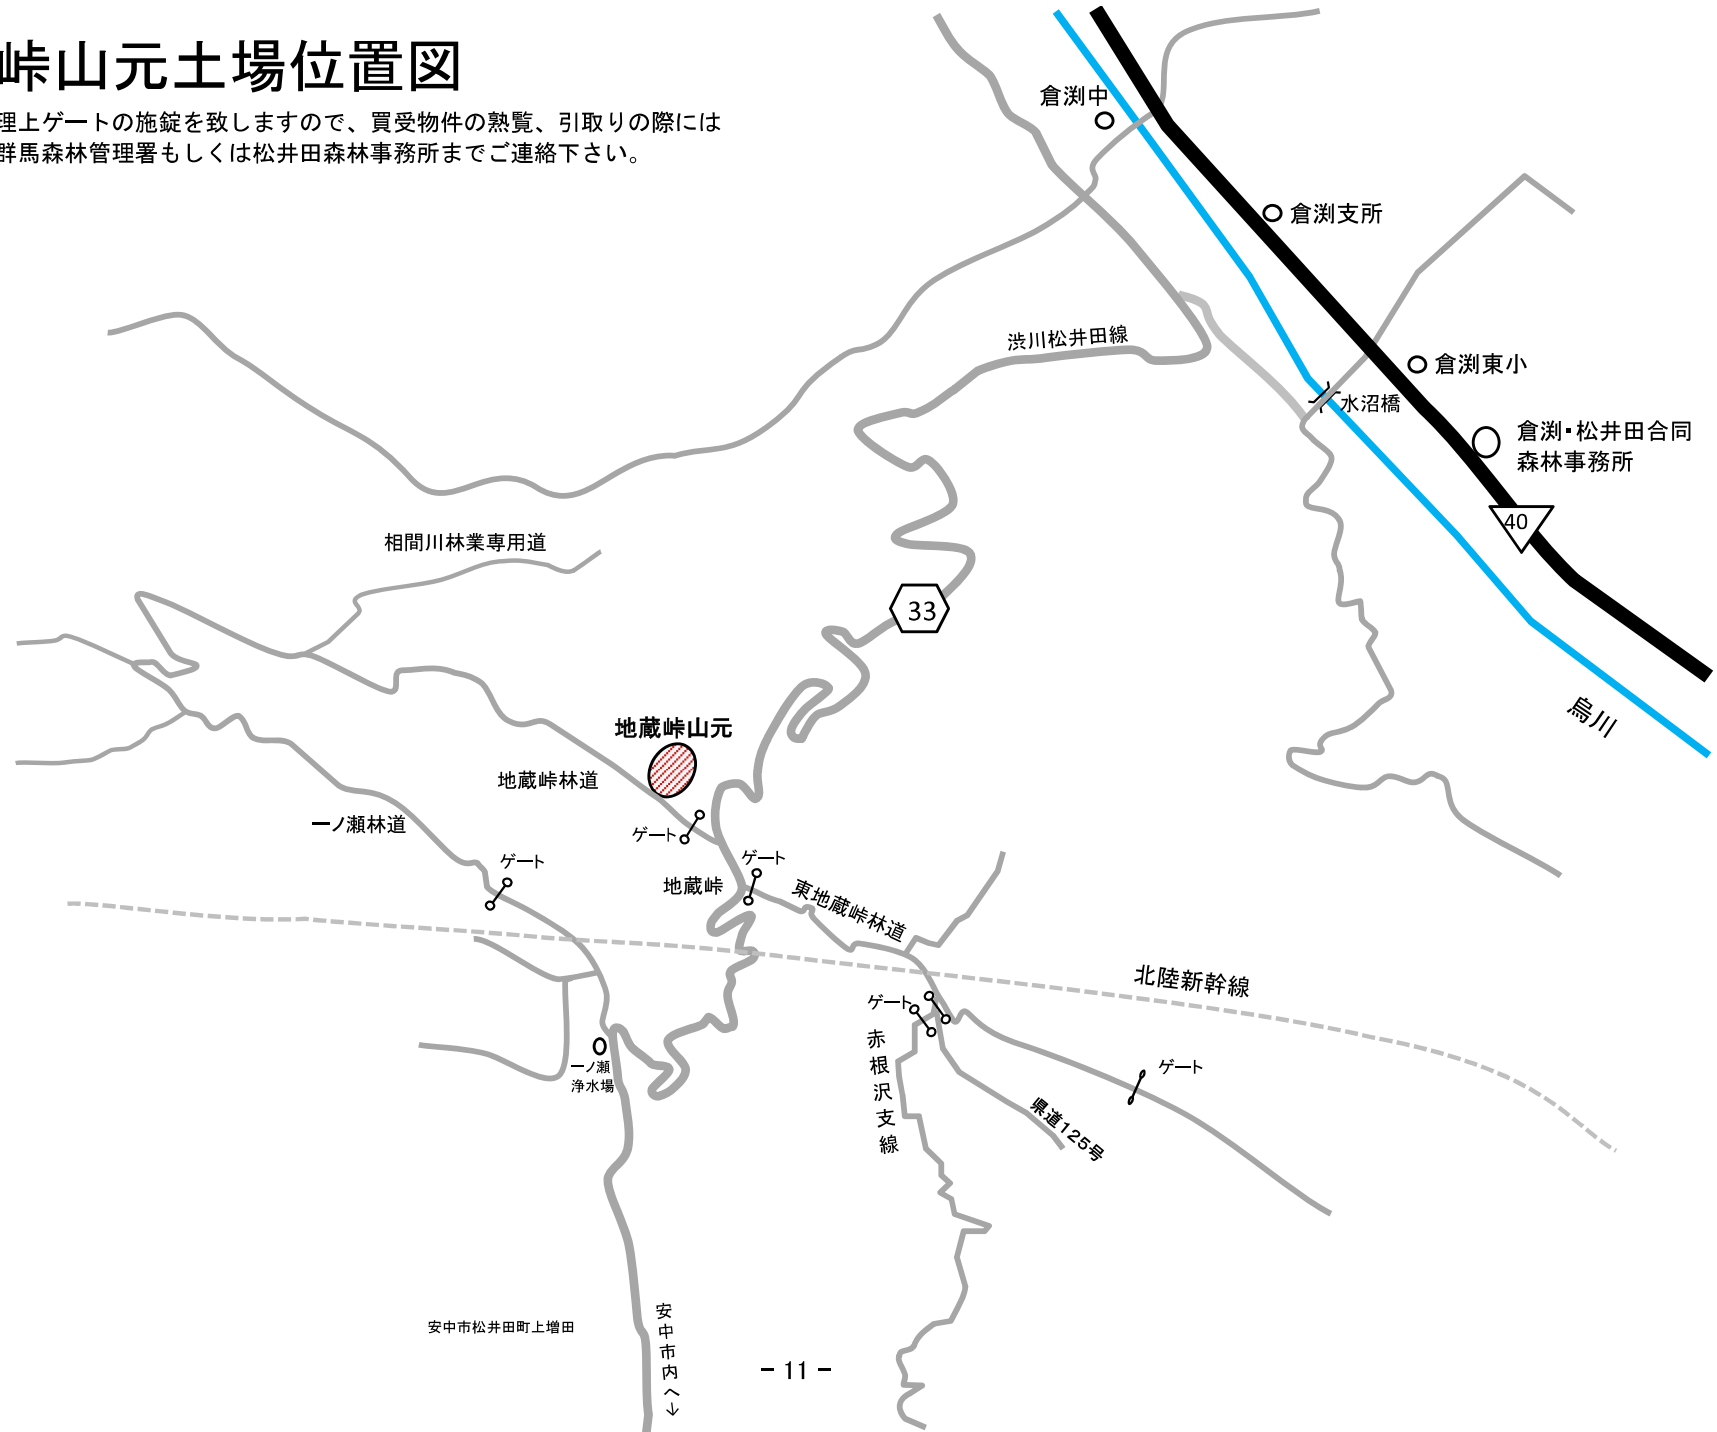 峠山元土場位置図
理上ゲートの施錠を致しますので、買受物件の熟覧、引取りの際には
群馬森林管理署もしくは松井田森林事務所までご連絡下さい。
倉渕中
倉渕支所
渋川松井田線
倉渕東小
水沼橋
倉渕・松井田合同
森林事務所
40
相間川林業専用道
33
烏川
地蔵峠山元
地蔵峠林道
一ノ瀬林道
ゲート
ゲート
ゲート
地蔵峠
東地蔵峠林道
北陸新幹線
ゲート
赤根沢支線
一ノ瀬
浄水場
ゲート
県道125号
安中市松井田町上増田
安中市内へ↓
- 11 -